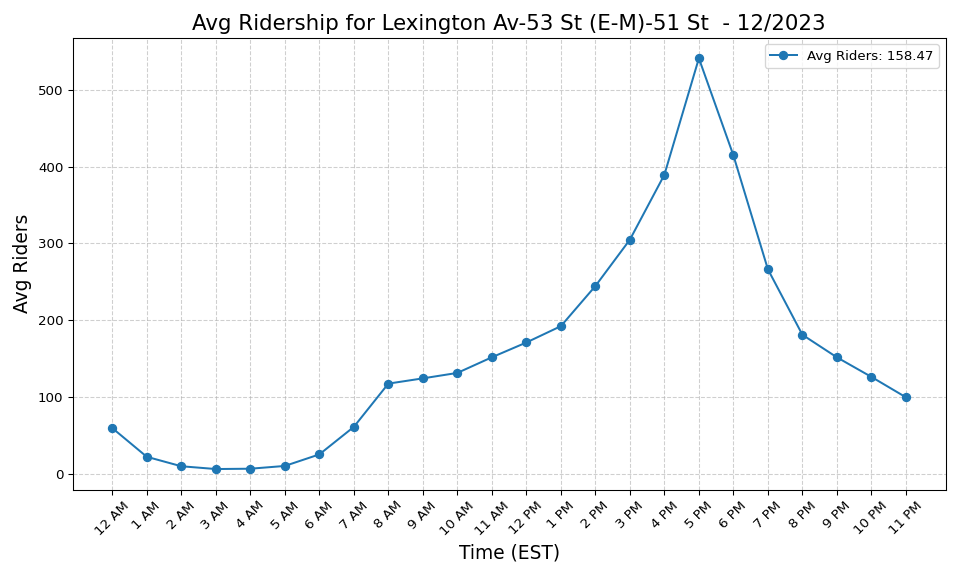 Avg Ridership for Lexington Av-53 St (E-M)-51 St  - 12/2023
Avg Riders: 158.47
Avg Riders
500
400
300
200
100
0
12 AM
1 AM
2 AM
3 AM
4 AM
5 AM
6 AM
7 AM
8 AM
9 AM
10 AM
11 AM
12 PM
1 PM
2 PM
3 PM
4 PM
5 PM
6 PM
7 PM
8 PM
9 PM
10 PM
11 PM
Time (EST)